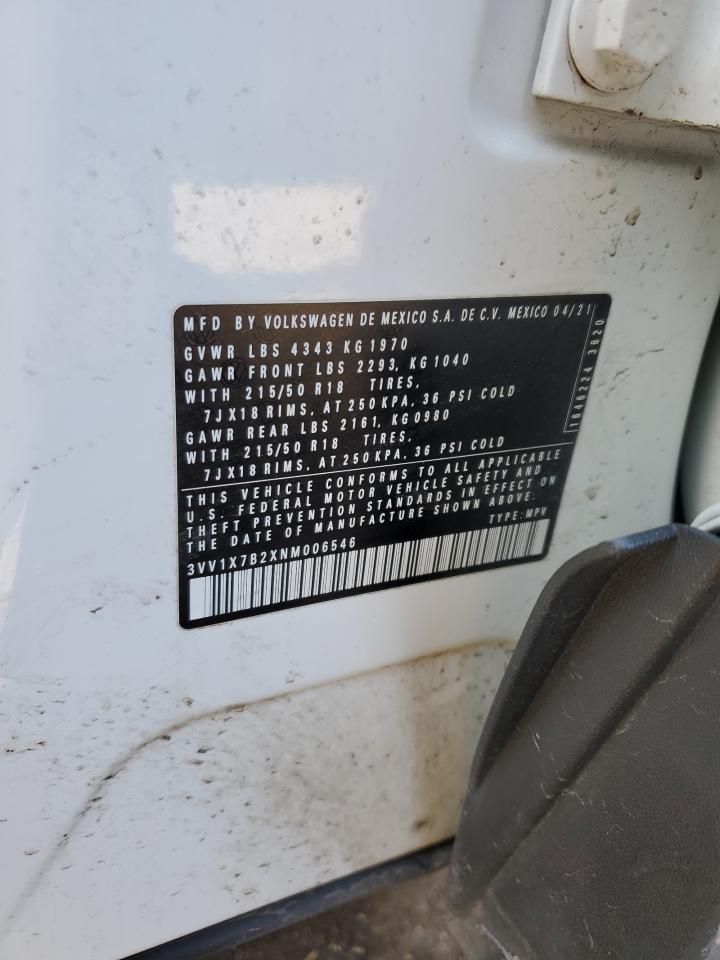 MFD BY VOLKSWAGEN DE MEXICO S.A. DE C.V. MEXICO 04/21
GVWR LBS 4343 KG 1970
GAWR FRONT LBS 2293, KG 1040
WITH 215/50 R18 TIRES,
7JX18 RIMS, AT 250 KPA, 36 PSI COLD
GAWR REAR LBS 2161, KG 0980
WITH 215/50 R18 TIRES,
7JX18 RIMS, AT 250 KPA, 36 PSI COLD
1646224 3620
THIS VEHICLE CONFORMS TO ALL APPLICABLE
U.S. FEDERAL MOTOR VEHICLE SAFETY AND
THEFT PREVENTION STANDARDS IN EFFECT ON
THE DATE OF MANUFACTURE SHOWN ABOVE.
TYPE: MPV
3VV1X7B2XNM006546